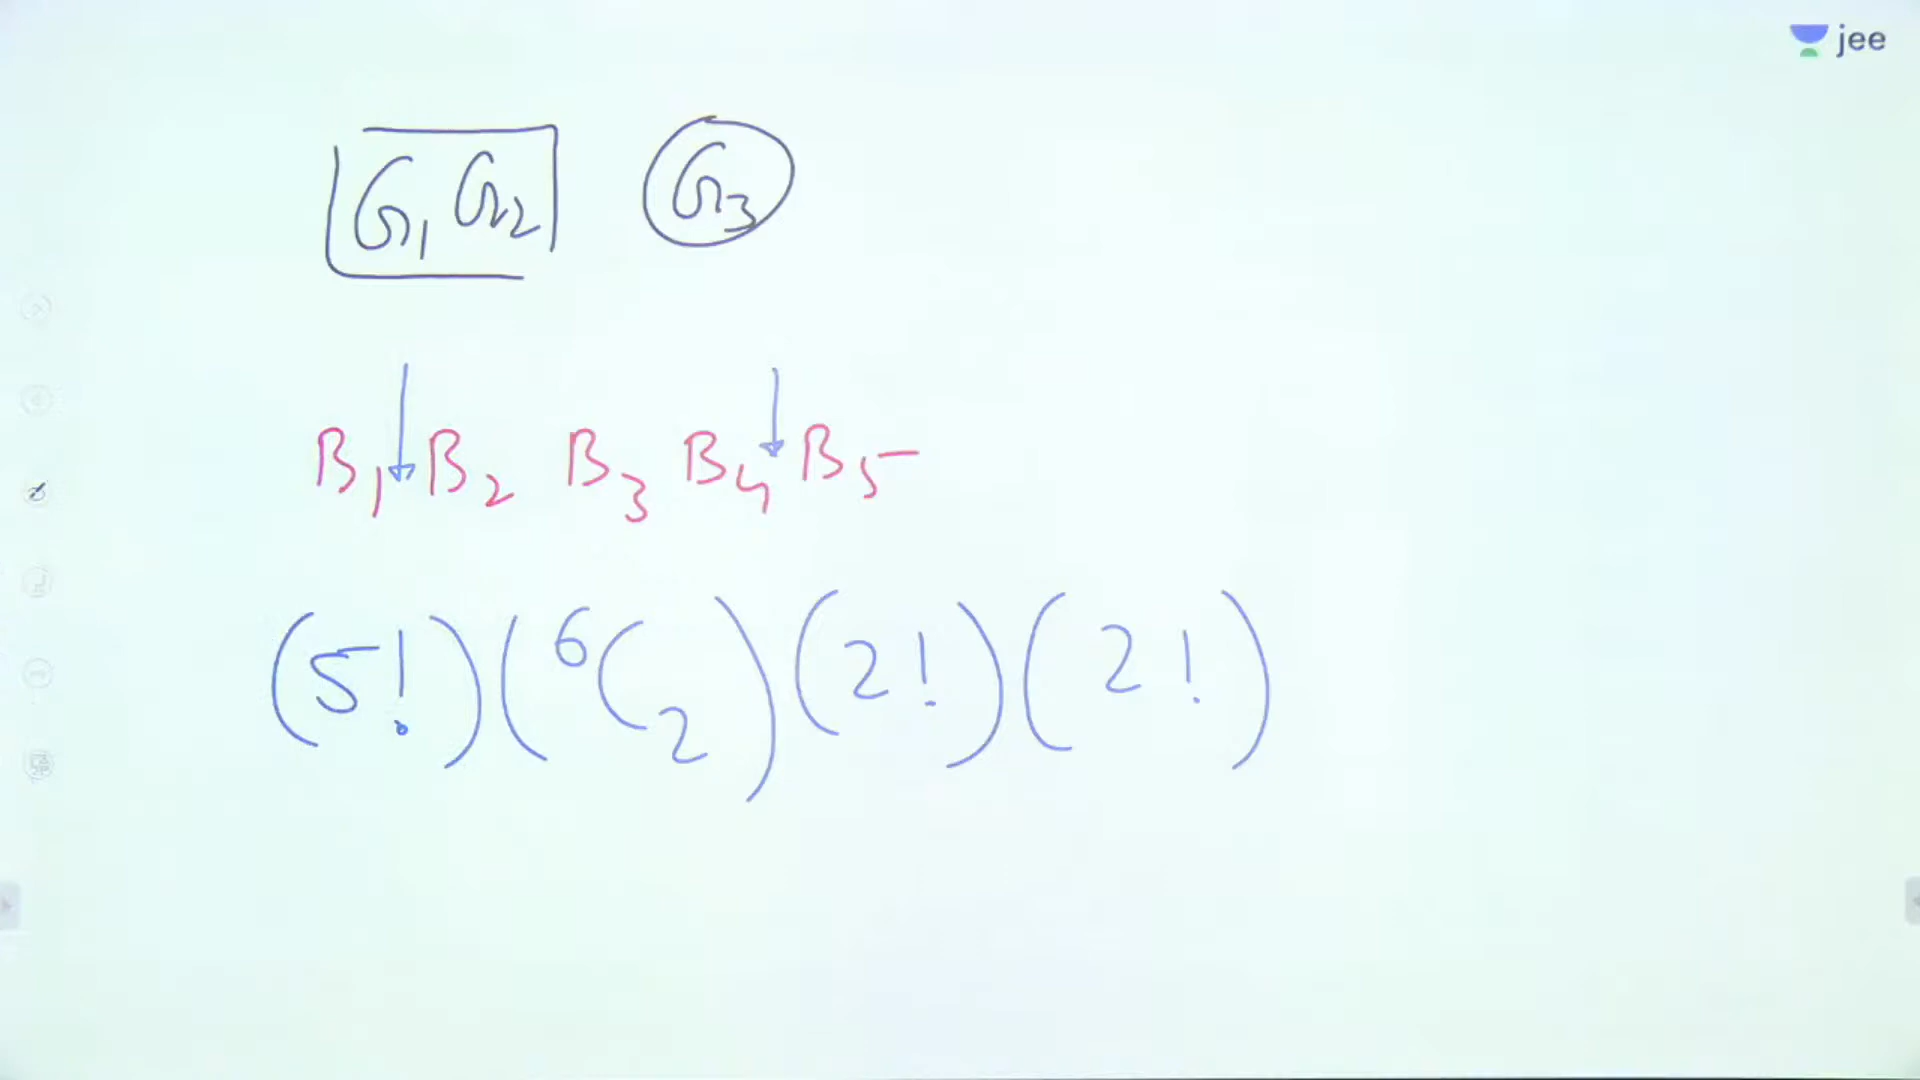 jee
G₁ G₂ G₃
B₁ B₂ B₃ B₄ B₅
(5!)(⁶C₂)(2!)(2!)